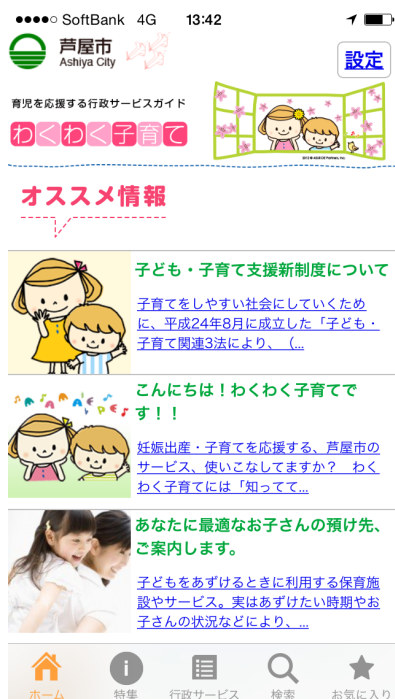 SoftBank 4G 13:42
芦屋市
Ashiya City
設定
育児を応援する行政サービスガイド
わくわく子育て
オススメ情報
子ども・子育て支援新制度について
子育てをしやすい社会にしていくため
に、平成24年8月に成立した「子ども・
子育て関連3法により、（...
こんにちは！わくわく子育てで
す！！
妊娠出産・子育てを応援する、芦屋市の
サービス、使いこなしてますか？　わく
わく子育てには「知ってて...
あなたに最適なお子さんの預け先、
ご案内します。
子どもをあずけるときに利用する保育施
設やサービス。実はあずけたい時期やお
子さんの状況などにより、...
ホーム 特集 行政サービス 検索 お気に入り